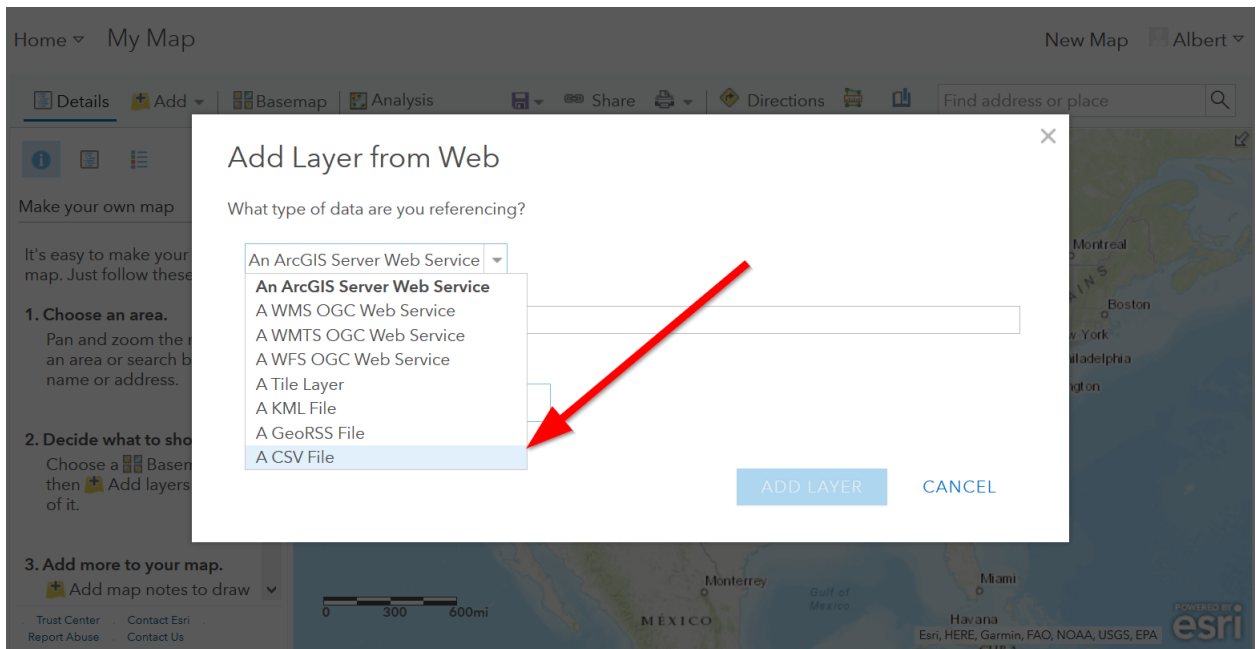 Home My Map New Map Albert
Details Add Basemap Analysis Share Directions Find address or place
Add Layer from Web
What type of data are you referencing?
An ArcGIS Server Web Service
An ArcGIS Server Web Service
A WMS OGC Web Service
A WMTS OGC Web Service
A WFS OGC Web Service
A Tile Layer
A KML File
A GeoRSS File
A CSV File
ADD LAYER CANCEL
Make your own map
It's easy to make your
map. Just follow these
1. Choose an area.
Pan and zoom the
an area or search b
name or address.
2. Decide what to sho
Choose a Basem
then Add layers
of it.
3. Add more to your map.
Add map notes to draw
Trust Center Contact Esri
Report Abuse Contact Us
0 300 600mi
Montreal
Boston
York
iladelphia
ngton
Monterrey
MÉXICO
Gulf of
Mexico
Miami
Havana
CUBA
Esri, HERE, Garmin, FAO, NOAA, USGS, EPA
POWERED BY
esri